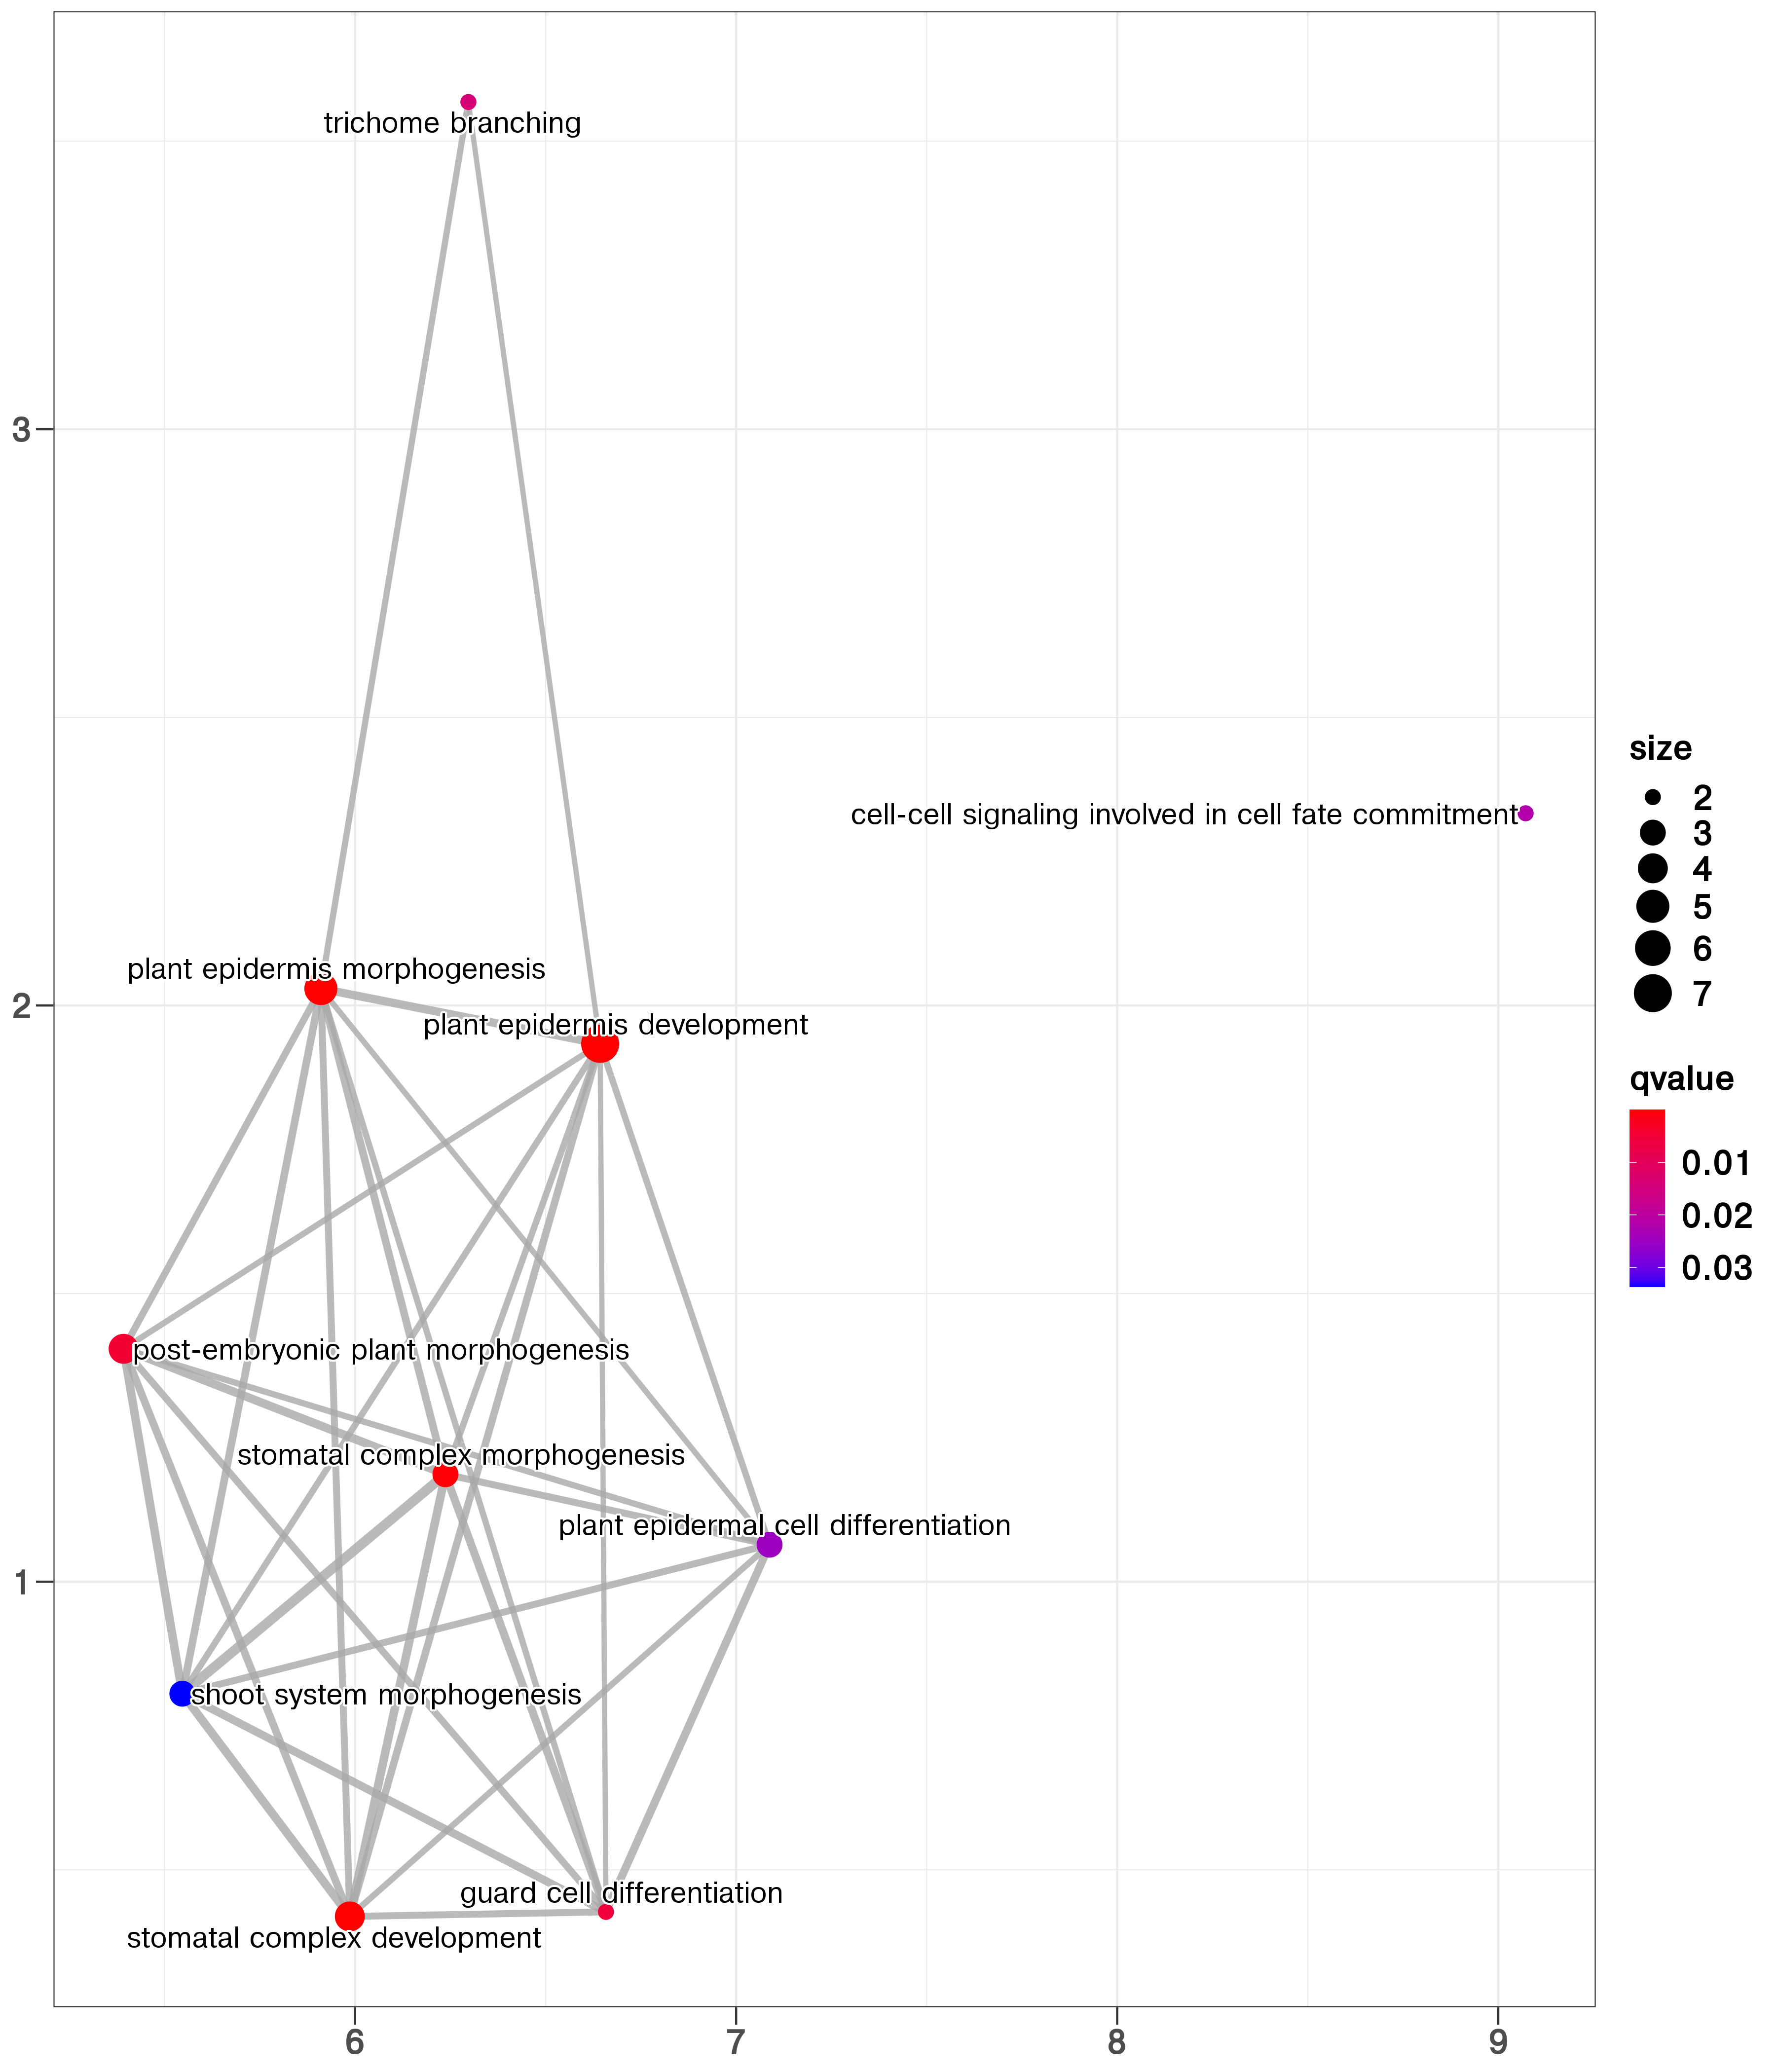 trichome branching
3
size
2
cell-cell signaling involved in cell fate commitment
3
4
5
6
7
plant epidermis morphogenesis
2
plant epidermis development
qvalue
0.01
0.02
0.03
post-embryonic plant morphogenesis
stomatal complex morphogenesis
plant epidermal cell differentiation
1
shoot system morphogenesis
guard cell differentiation
stomatal complex development
6
7
8
9